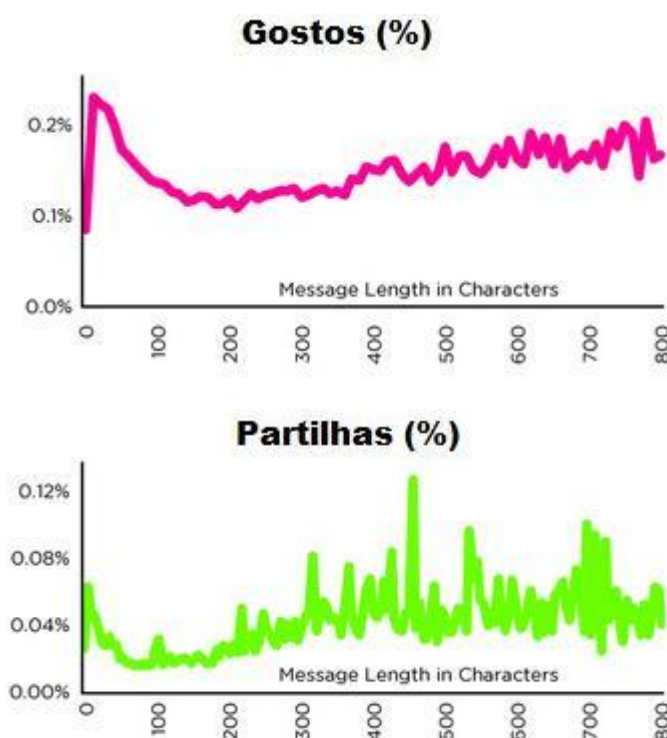 Gostos (%)
0.2%
0.1%
0.0%
Message Length in Characters
0 100 200 300 400 500 600 700 800
Partilhas (%)
0.12%
0.08%
0.04%
0.00%
Message Length in Characters
0 100 200 300 400 500 600 700 800